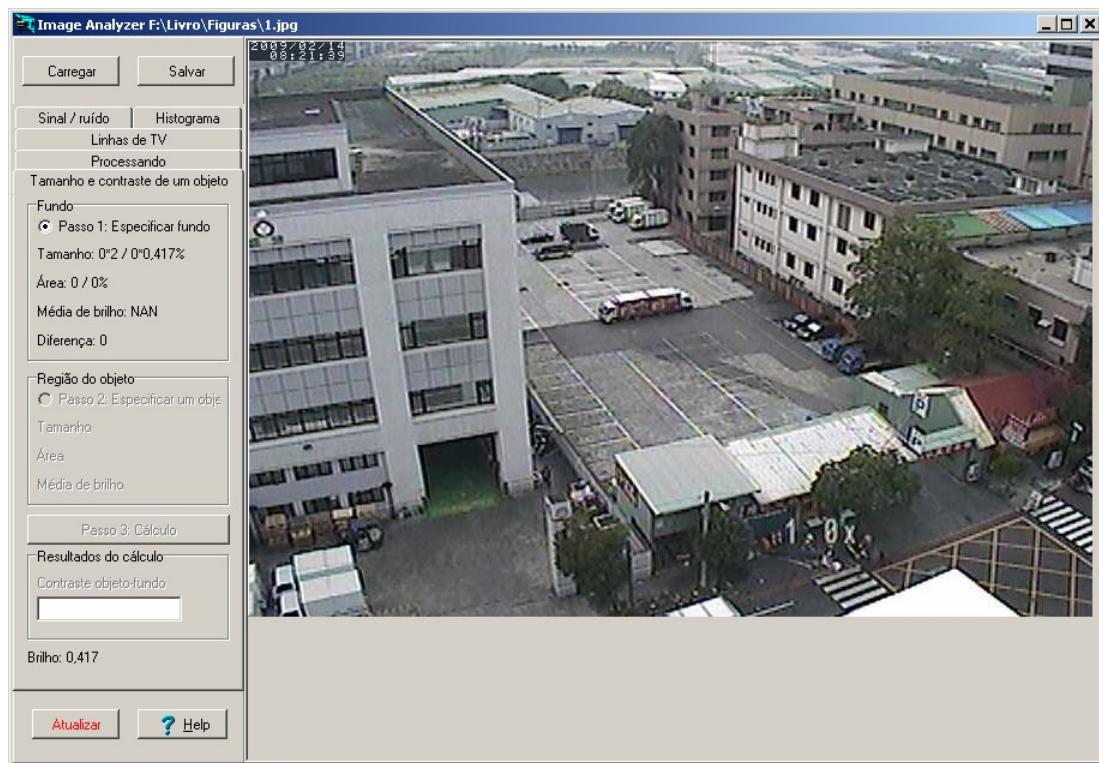 Image Analyzer F:\Livro\Figuras\1.jpg
Carregar
Salvar
Sinal / ruído
Histograma
Linhas de TV
Processando
Tamanho e contraste de um objeto
Fundo
Passo 1: Especificar fundo
Tamanho: 0*2 / 0*0,417%
Área: 0 / 0%
Média de brilho: NAN
Diferença: 0
Região do objeto
Passo 2: Especificar um obje
Tamanho
Área
Média de brilho
Passo 3: Cálculo
Resultados do cálculo
Contraste objeto-fundo
Brilho: 0,417
Atualizar
Help
2009/02/14
08:21:39
1.0x